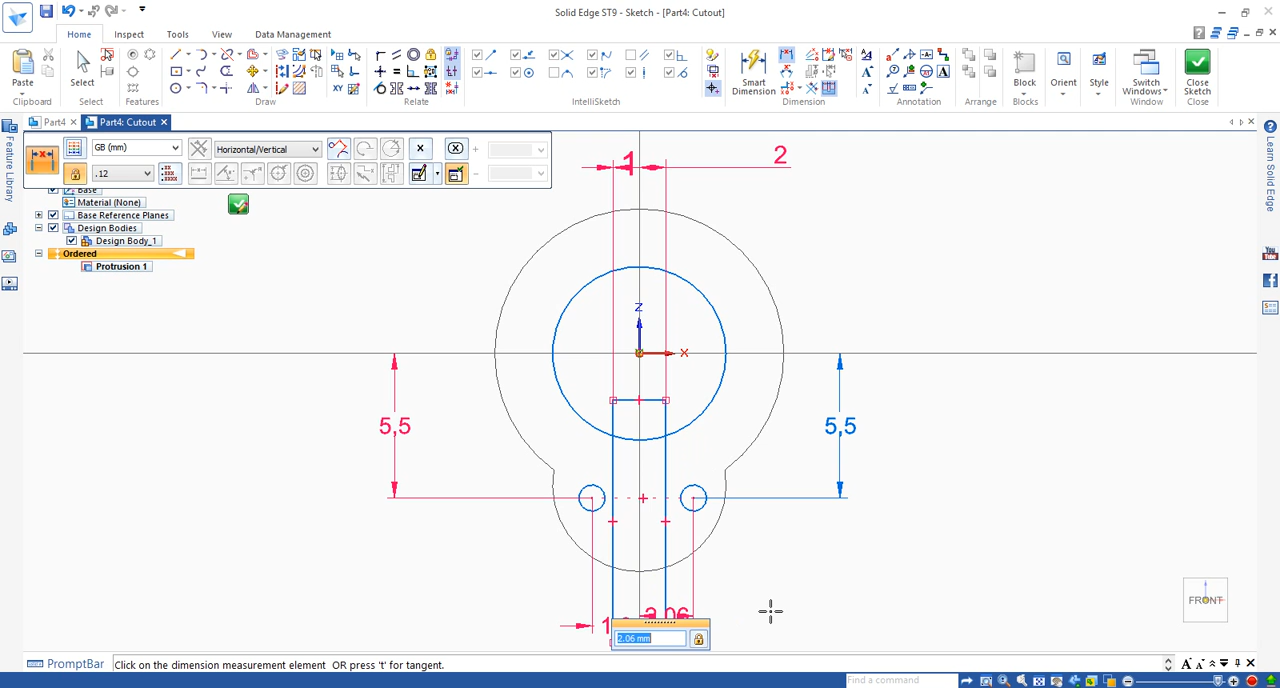 Solid Edge ST9 - Sketch - [Part4: Cutout]
Home Inspect Tools View Data Management
Paste
Select
Smart Dimension
Block
Orient
Style
Switch Windows
Close Sketch
Clipboard Select Features Draw Relate IntelliSketch Dimension Annotation Arrange Blocks Window Close
Part4 Part4: Cutout
GB (mm)
Horizontal/Vertical
.12
Feature Library
Learn Solid Edge
Base
Material (None)
Base Reference Planes
Design Bodies
Design Body_1
Ordered
Protrusion 1
1
2
Z
X
5,5
5,5
2,06
2.06 mm
FRONT
You Tube
PromptBar
Click on the dimension measurement element OR press 't' for tangent.
Find a command